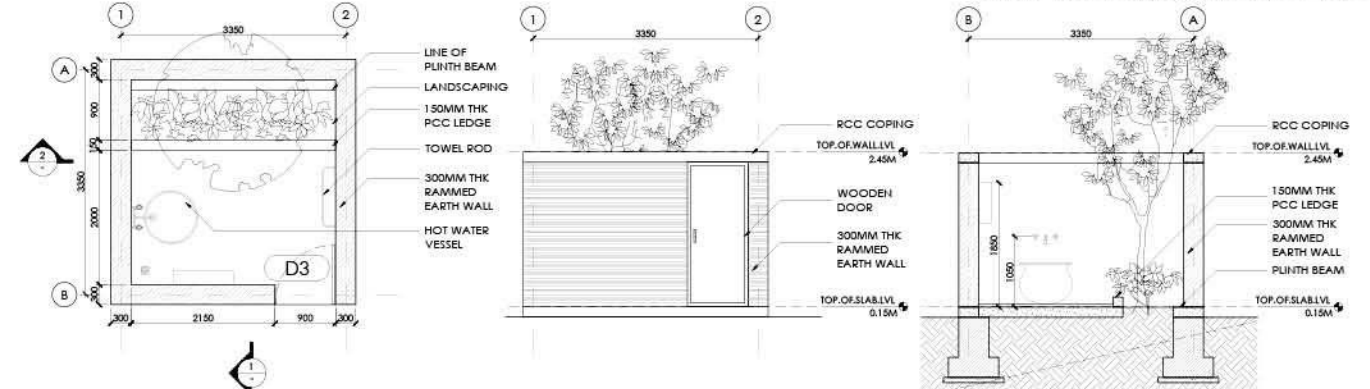 1
2
3350
A
B
300
900
150
3350
2000
300
300
2150
900
300
D3
LINE OF
PLINTH BEAM
LANDSCAPING
150MM THK
PCC LEDGE
TOWEL ROD
300MM THK
RAMMED
EARTH WALL
HOT WATER
VESSEL
2
1
1
2
3350
RCC COPING
TOP.OF.WALL.LVL
2.45M
WOODEN
DOOR
300MM THK
RAMMED
EARTH WALL
TOP.OF.SLAB.LVL
0.15M
B
A
3350
1850
1050
RCC COPING
TOP.OF.WALL.LVL
2.45M
150MM THK
PCC LEDGE
300MM THK
RAMMED
EARTH WALL
PLINTH BEAM
TOP.OF.SLAB.LVL
0.15M